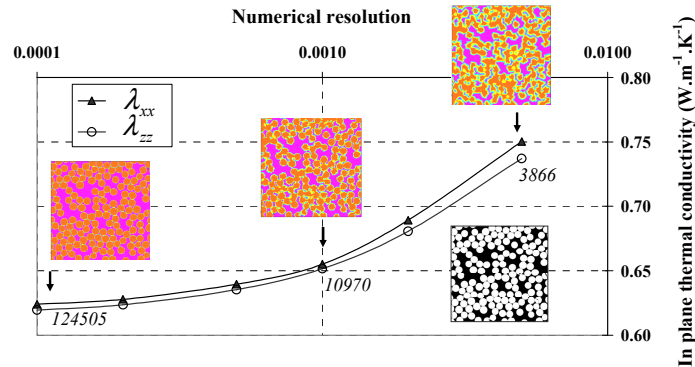 Numerical resolution
0.0001 0.0010 0.0100
λxx
λzz
0.80
0.75
0.70
0.65
0.60
3866
10970
124505
In plane thermal conductivity (W.m⁻¹.K⁻¹)